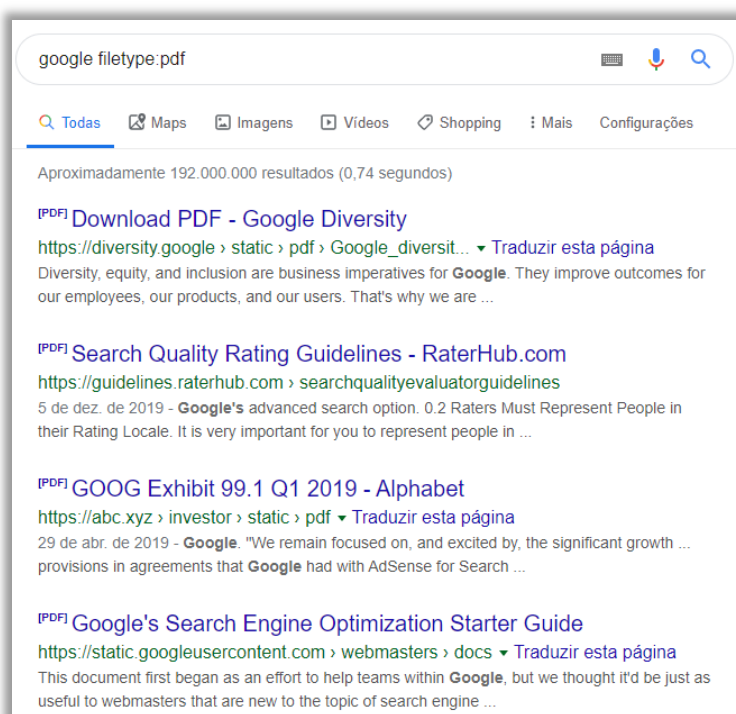 google filetype:pdf
Todas Maps Imagens Vídeos Shopping Mais Configurações
Aproximadamente 192.000.000 resultados (0,74 segundos)
[PDF] Download PDF - Google Diversity
https://diversity.google › static › pdf › Google_diversit... ▾ Traduzir esta página
Diversity, equity, and inclusion are business imperatives for Google. They improve outcomes for
our employees, our products, and our users. That's why we are ...
[PDF] Search Quality Rating Guidelines - RaterHub.com
https://guidelines.raterhub.com › searchqualityevaluatorguidelines
5 de dez. de 2019 - Google's advanced search option. 0.2 Raters Must Represent People in
their Rating Locale. It is very important for you to represent people in ...
[PDF] GOOG Exhibit 99.1 Q1 2019 - Alphabet
https://abc.xyz › investor › static › pdf ▾ Traduzir esta página
29 de abr. de 2019 - Google. "We remain focused on, and excited by, the significant growth ...
provisions in agreements that Google had with AdSense for Search ...
[PDF] Google's Search Engine Optimization Starter Guide
https://static.googleusercontent.com › webmasters › docs ▾ Traduzir esta página
This document first began as an effort to help teams within Google, but we thought it'd be just as
useful to webmasters that are new to the topic of search engine ...